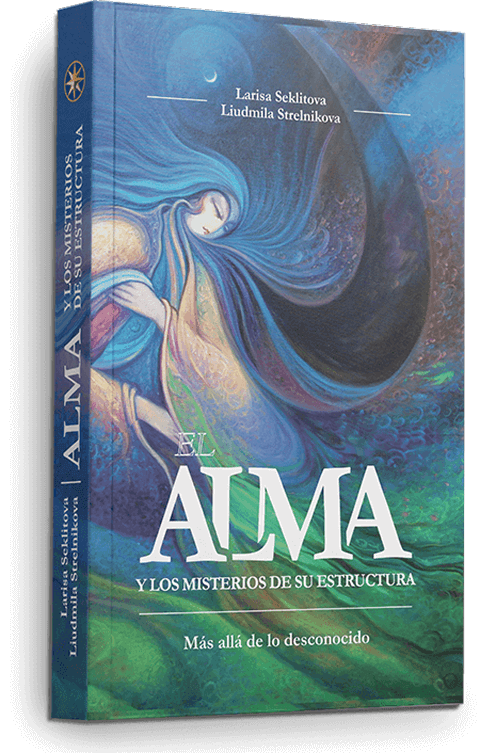 Larisa Seklitova
Liudmila Strelnikova
EL
ALMA
Y LOS MISTERIOS DE SU ESTRUCTURA
Más allá de lo desconocido
Larisa Seklitova
Liudmila Strelnikova
ALMA
Y LOS MISTERIOS
DE SU ESTRUCTURA